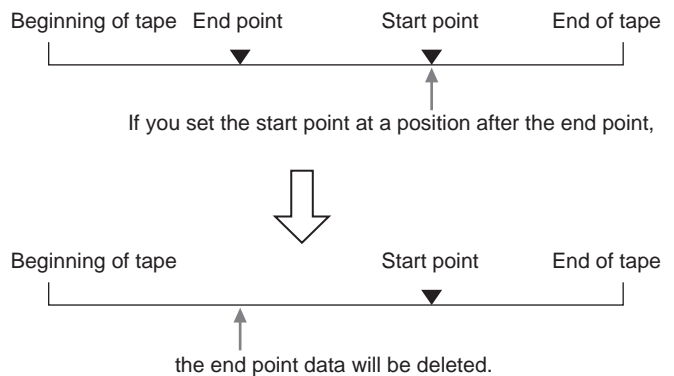 Beginning of tape End point Start point End of tape
If you set the start point at a position after the end point,
Beginning of tape Start point End of tape
the end point data will be deleted.